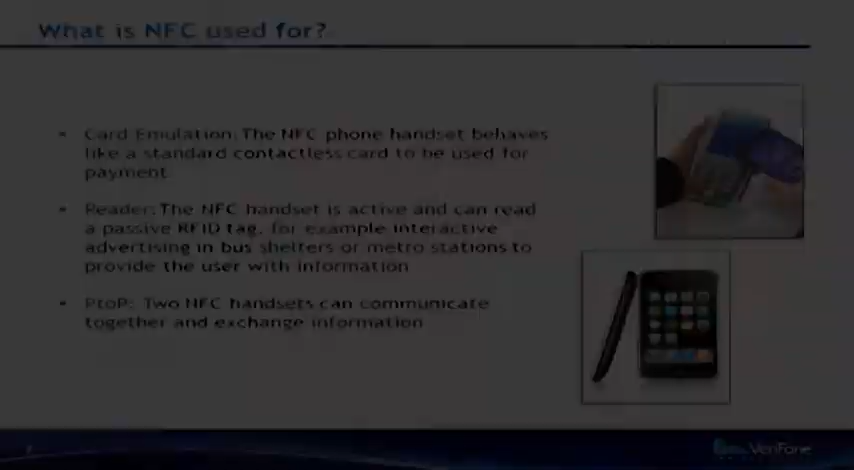 What is NFC used for?
• Card Emulation: The NFC phone handset behaves
like a standard contactless card to be used for
payment
• Reader: The NFC handset is active and can read
a passive RFID tag, for example interactive
advertising in bus shelters or metro stations to
provide the user with information
• PtoP: Two NFC handsets can communicate
together and exchange information
VeriFone